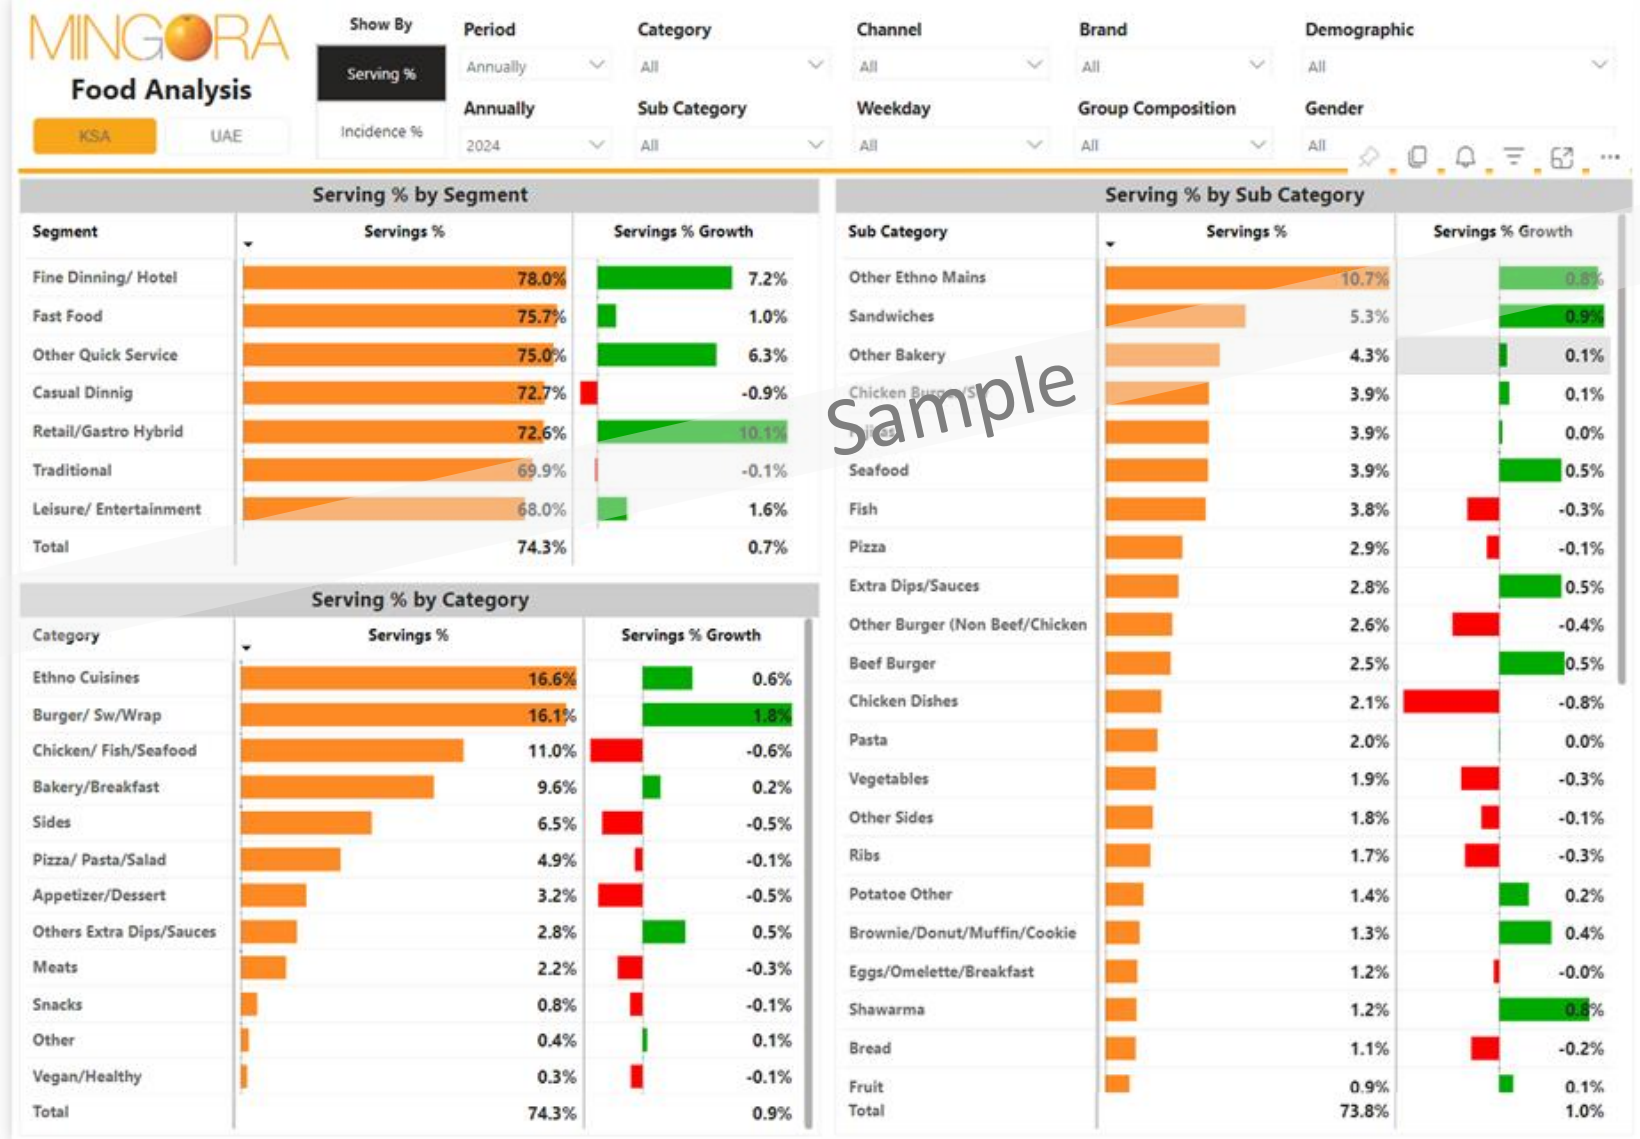 MINGORA
Food Analysis
KSA UAE
Show By
Serving %
Incidence %
Period Category Channel Brand Demographic
Annually All All All All
Annually Sub Category Weekday Group Composition Gender
2024 All All All All
Serving % by Segment
Segment Servings % Servings % Growth
Fine Dinning/ Hotel 78.0% 7.2%
Fast Food 75.7% 1.0%
Other Quick Service 75.0% 6.3%
Casual Dinnig 72.7% -0.9%
Retail/Gastro Hybrid 72.6% 10.1%
Traditional 69.9% -0.1%
Leisure/ Entertainment 68.0% 1.6%
Total 74.3% 0.7%
Serving % by Category
Category Servings % Servings % Growth
Ethno Cuisines 16.6% 0.6%
Burger/ Sw/Wrap 16.1% 1.8%
Chicken/ Fish/Seafood 11.0% -0.6%
Bakery/Breakfast 9.6% 0.2%
Sides 6.5% -0.5%
Pizza/ Pasta/Salad 4.9% -0.1%
Appetizer/Dessert 3.2% -0.5%
Others Extra Dips/Sauces 2.8% 0.5%
Meats 2.2% -0.3%
Snacks 0.8% -0.1%
Other 0.4% 0.1%
Vegan/Healthy 0.3% -0.1%
Total 74.3% 0.9%
Serving % by Sub Category
Sub Category Servings % Servings % Growth
Other Ethno Mains 10.7% 0.8%
Sandwiches 5.3% 0.9%
Other Bakery 4.3% 0.1%
Chicken 3.9% 0.1%
3.9% 0.0%
Seafood 3.9% 0.5%
Fish 3.8% -0.3%
Pizza 2.9% -0.1%
Extra Dips/Sauces 2.8% 0.5%
Other Burger (Non Beef/Chicken 2.6% -0.4%
Beef Burger 2.5% 0.5%
Chicken Dishes 2.1% -0.8%
Pasta 2.0% 0.0%
Vegetables 1.9% -0.3%
Other Sides 1.8% -0.1%
Ribs 1.7% -0.3%
Potatoe Other 1.4% 0.2%
Brownie/Donut/Muffin/Cookie 1.3% 0.4%
Eggs/Omelette/Breakfast 1.2% -0.0%
Shawarma 1.2% 0.8%
Bread 1.1% -0.2%
Fruit 0.9% 0.1%
Total 73.8% 1.0%
Sample